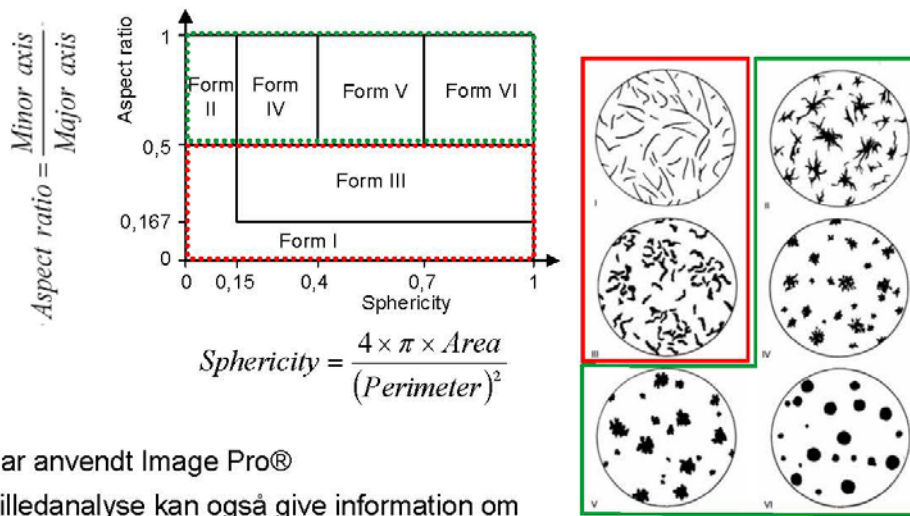 Aspect ratio = Minor axis / Major axis
Aspect ratio
1
0,5
0,167
0
Form II
Form IV
Form V
Form VI
Form III
Form I
0 0,15 0,4 0,7 1
Sphericity
Sphericity = 4 × π × Area / (Perimeter)²
I
II
III
IV
V
VI
ar anvendt Image Pro®
illedanalyse kan også give information om